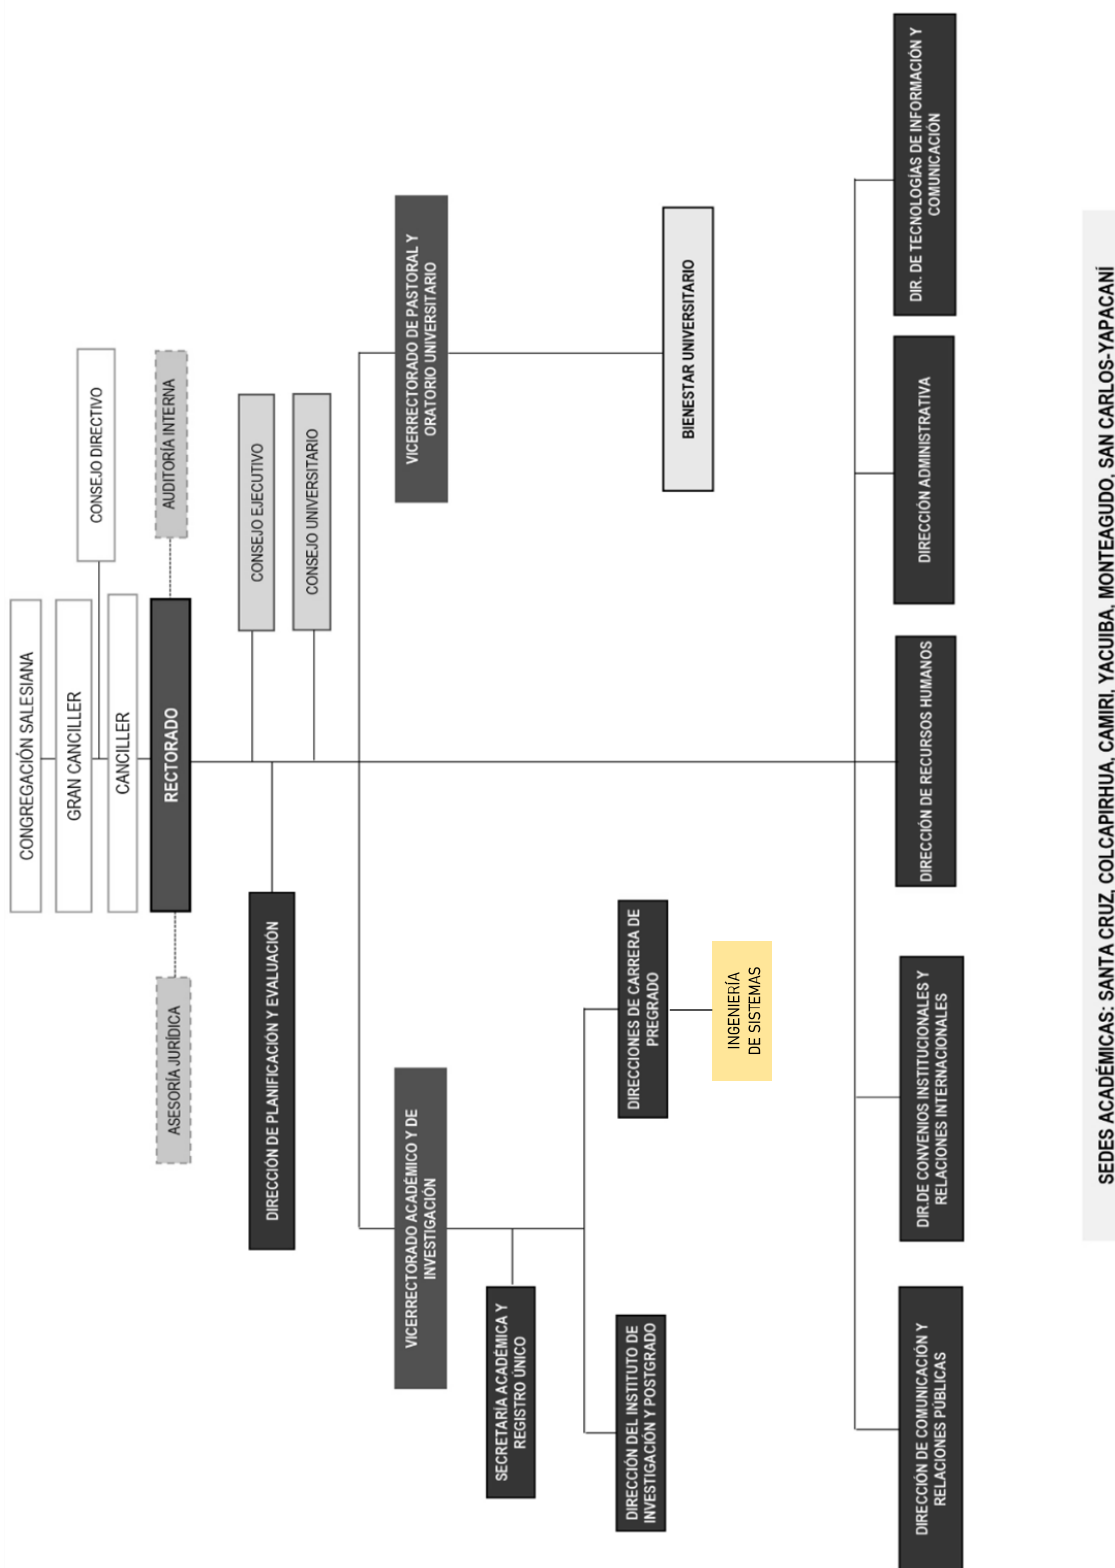 CONGREGACIÓN SALESIANA
GRAN CANCILLER
CONSEJO DIRECTIVO
CANCILLER
ASESORÍA JURÍDICA
RECTORADO
AUDITORÍA INTERNA
CONSEJO EJECUTIVO
DIRECCIÓN DE PLANIFICACIÓN Y EVALUACIÓN
CONSEJO UNIVERSITARIO
VICERRECTORADO ACADÉMICO Y DE
INVESTIGACIÓN
VICERRECTORADO DE PASTORAL Y
ORATORIO UNIVERSITARIO
SECRETARÍA ACADÉMICA Y
REGISTRO ÚNICO
DIRECCIÓN DEL INSTITUTO DE
INVESTIGACIÓN Y POSTGRADO
DIRECCIONES DE CARRERA DE
PREGRADO
BIENESTAR UNIVERSITARIO
INGENIERÍA
DE SISTEMAS
DIRECCIÓN DE COMUNICACIÓN Y
RELACIONES PÚBLICAS
DIR.DE CONVENIOS INSTITUCIONALES Y
RELACIONES INTERNACIONALES
DIRECCIÓN DE RECURSOS HUMANOS
DIRECCIÓN ADMINISTRATIVA
DIR. DE TECNOLOGÍAS DE INFORMACIÓN Y
COMUNICACIÓN
SEDES ACADÉMICAS: SANTA CRUZ, COLCAPIRHUA, CAMIRI, YACUIBA, MONTEAGUDO, SAN CARLOS-YAPACANÍ